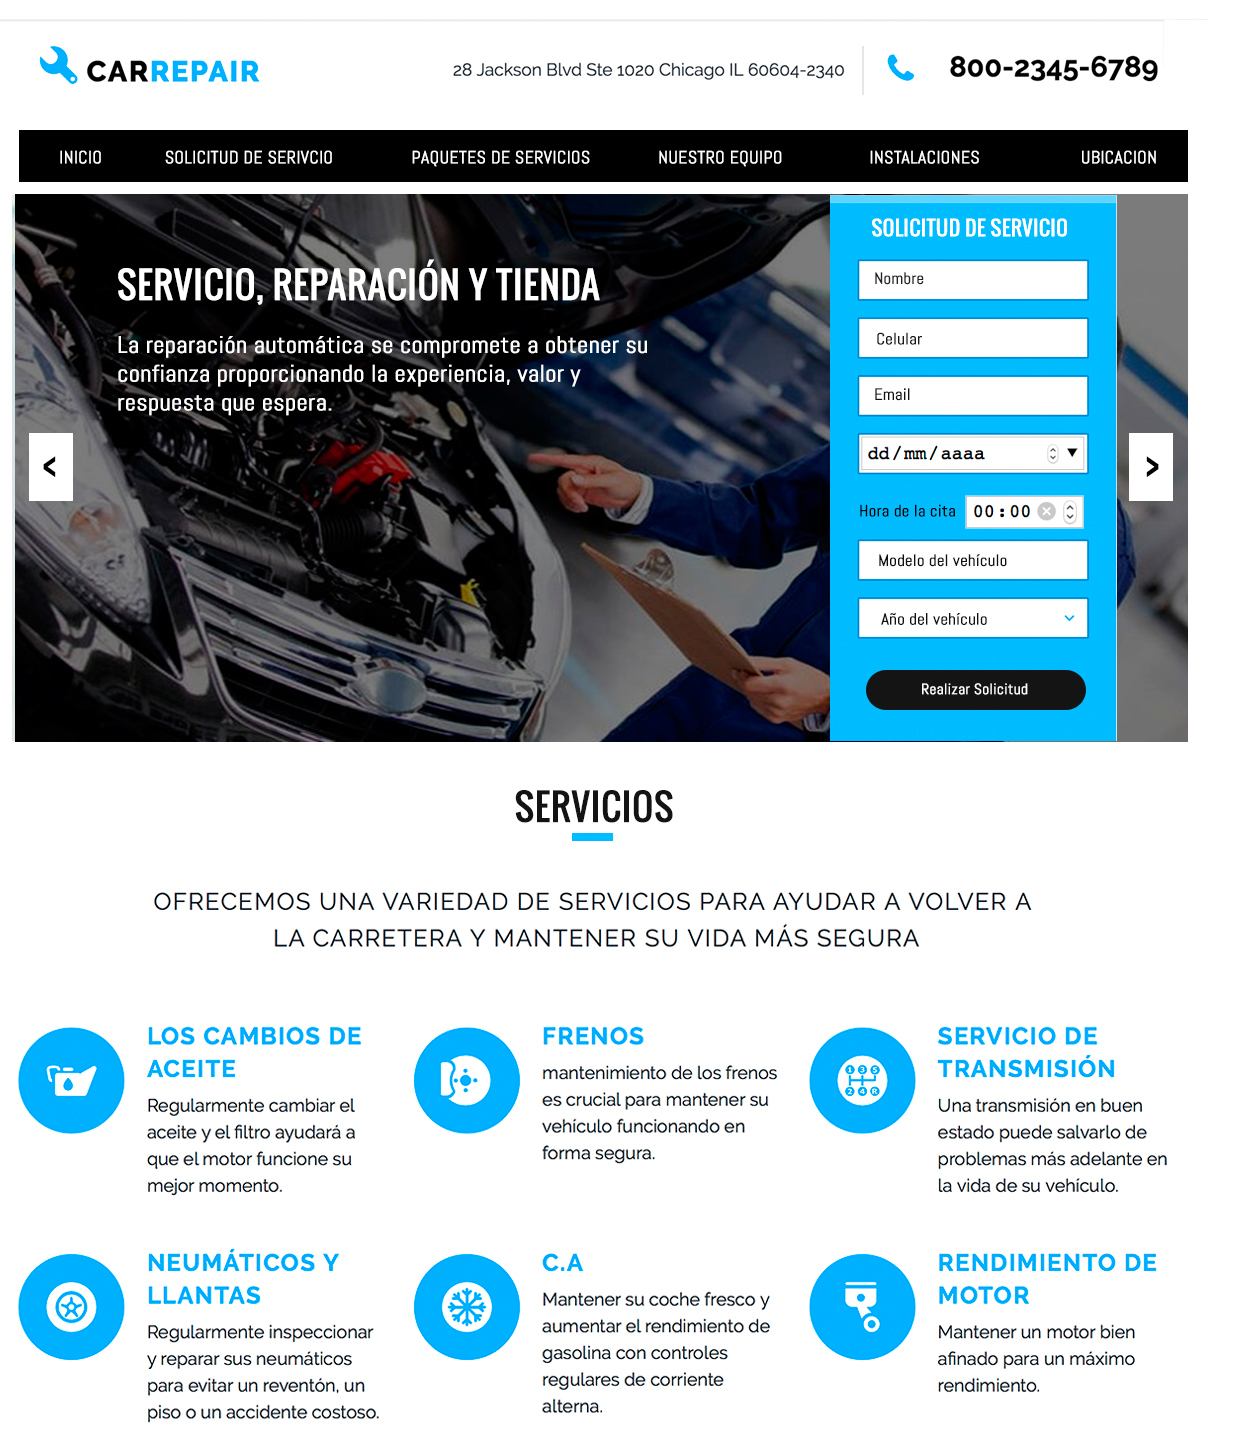 CARREPAIR
28 Jackson Blvd Ste 1020 Chicago IL 60604-2340
800-2345-6789
INICIO SOLICITUD DE SERIVCIO PAQUETES DE SERVICIOS NUESTRO EQUIPO INSTALACIONES UBICACION
SERVICIO, REPARACIÓN Y TIENDA
La reparación automática se compromete a obtener su
confianza proporcionando la experiencia, valor y
respuesta que espera.
<
>
SOLICITUD DE SERVICIO
Nombre
Celular
Email
dd/mm/aaaa
Hora de la cita 00:00
Modelo del vehículo
Año del vehículo
Realizar Solicitud
SERVICIOS
OFRECEMOS UNA VARIEDAD DE SERVICIOS PARA AYUDAR A VOLVER A
LA CARRETERA Y MANTENER SU VIDA MÁS SEGURA
LOS CAMBIOS DE
ACEITE
Regularmente cambiar el
aceite y el filtro ayudará a
que el motor funcione su
mejor momento.
FRENOS
mantenimiento de los frenos
es crucial para mantener su
vehículo funcionando en
forma segura.
1 3 5
2 4 R
SERVICIO DE
TRANSMISIÓN
Una transmisión en buen
estado puede salvarlo de
problemas más adelante en
la vida de su vehículo.
NEUMÁTICOS Y
LLANTAS
Regularmente inspeccionar
y reparar sus neumáticos
para evitar un reventón, un
piso o un accidente costoso.
C.A
Mantener su coche fresco y
aumentar el rendimiento de
gasolina con controles
regulares de corriente
alterna.
RENDIMIENTO DE
MOTOR
Mantener un motor bien
afinado para un máximo
rendimiento.